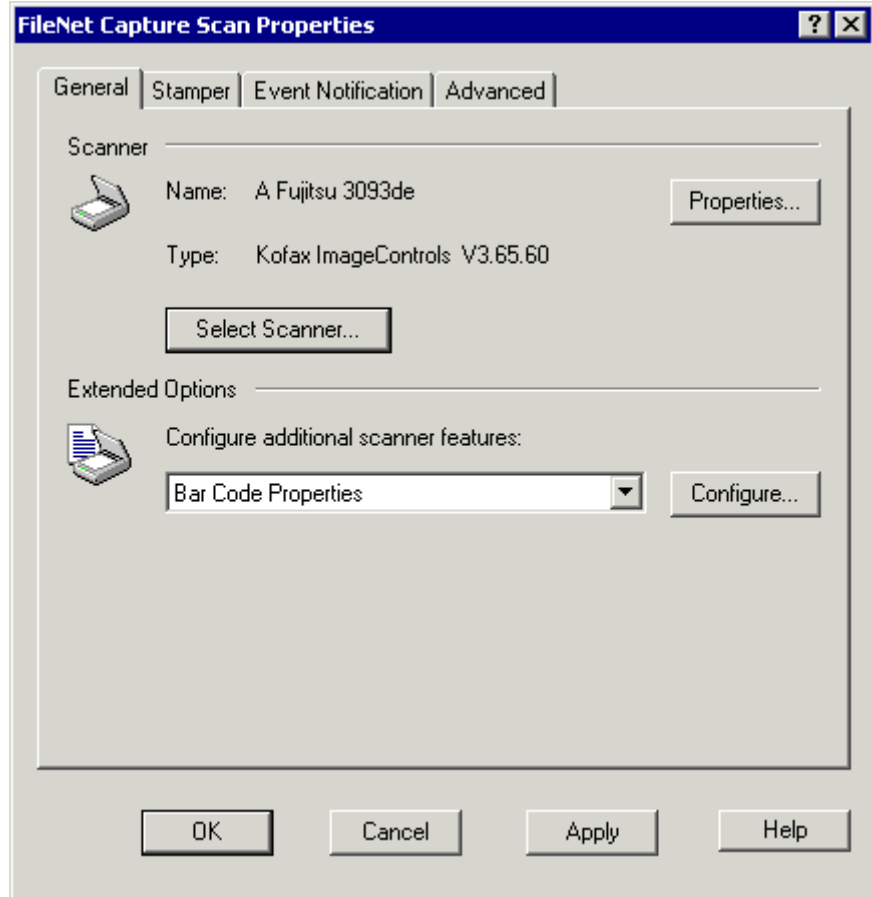 FileNet Capture Scan Properties
General Stamper Event Notification Advanced
Scanner
Name: A Fujitsu 3093de Properties...
Type: Kofax ImageControls V3.65.60
Select Scanner...
Extended Options
Configure additional scanner features:
Bar Code Properties Configure...
OK Cancel Apply Help